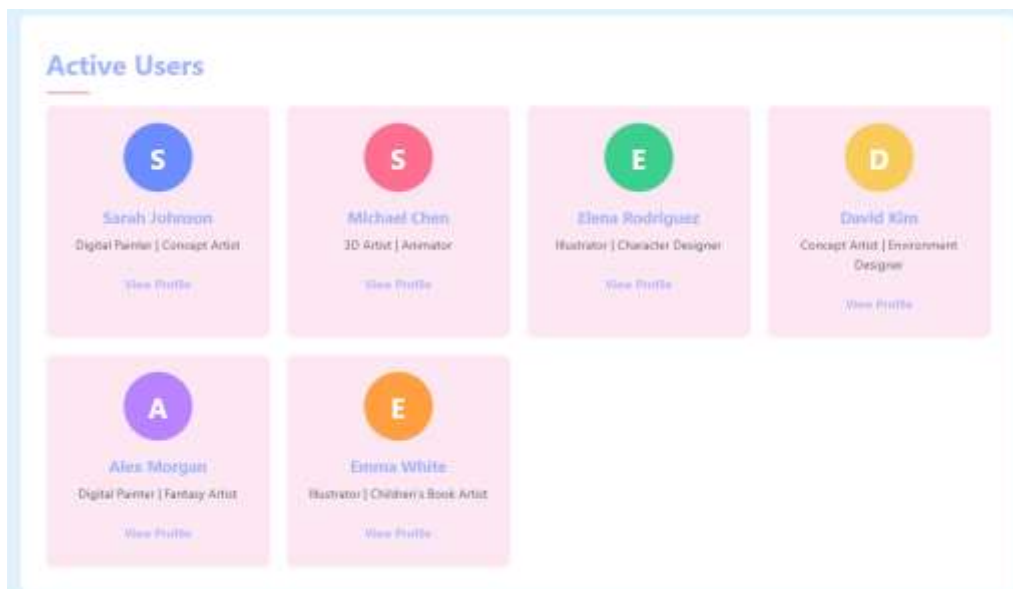 Active Users
S
Sarah Johnson
Digital Painter | Concept Artist
View Profile
S
Michael Chen
3D Artist | Animator
View Profile
E
Elena Rodriguez
Illustrator | Character Designer
View Profile
D
David Kim
Concept Artist | Environment
Designer
View Profile
A
Alex Morgan
Digital Painter | Fantasy Artist
View Profile
E
Emma White
Illustrator | Children's Book Artist
View Profile